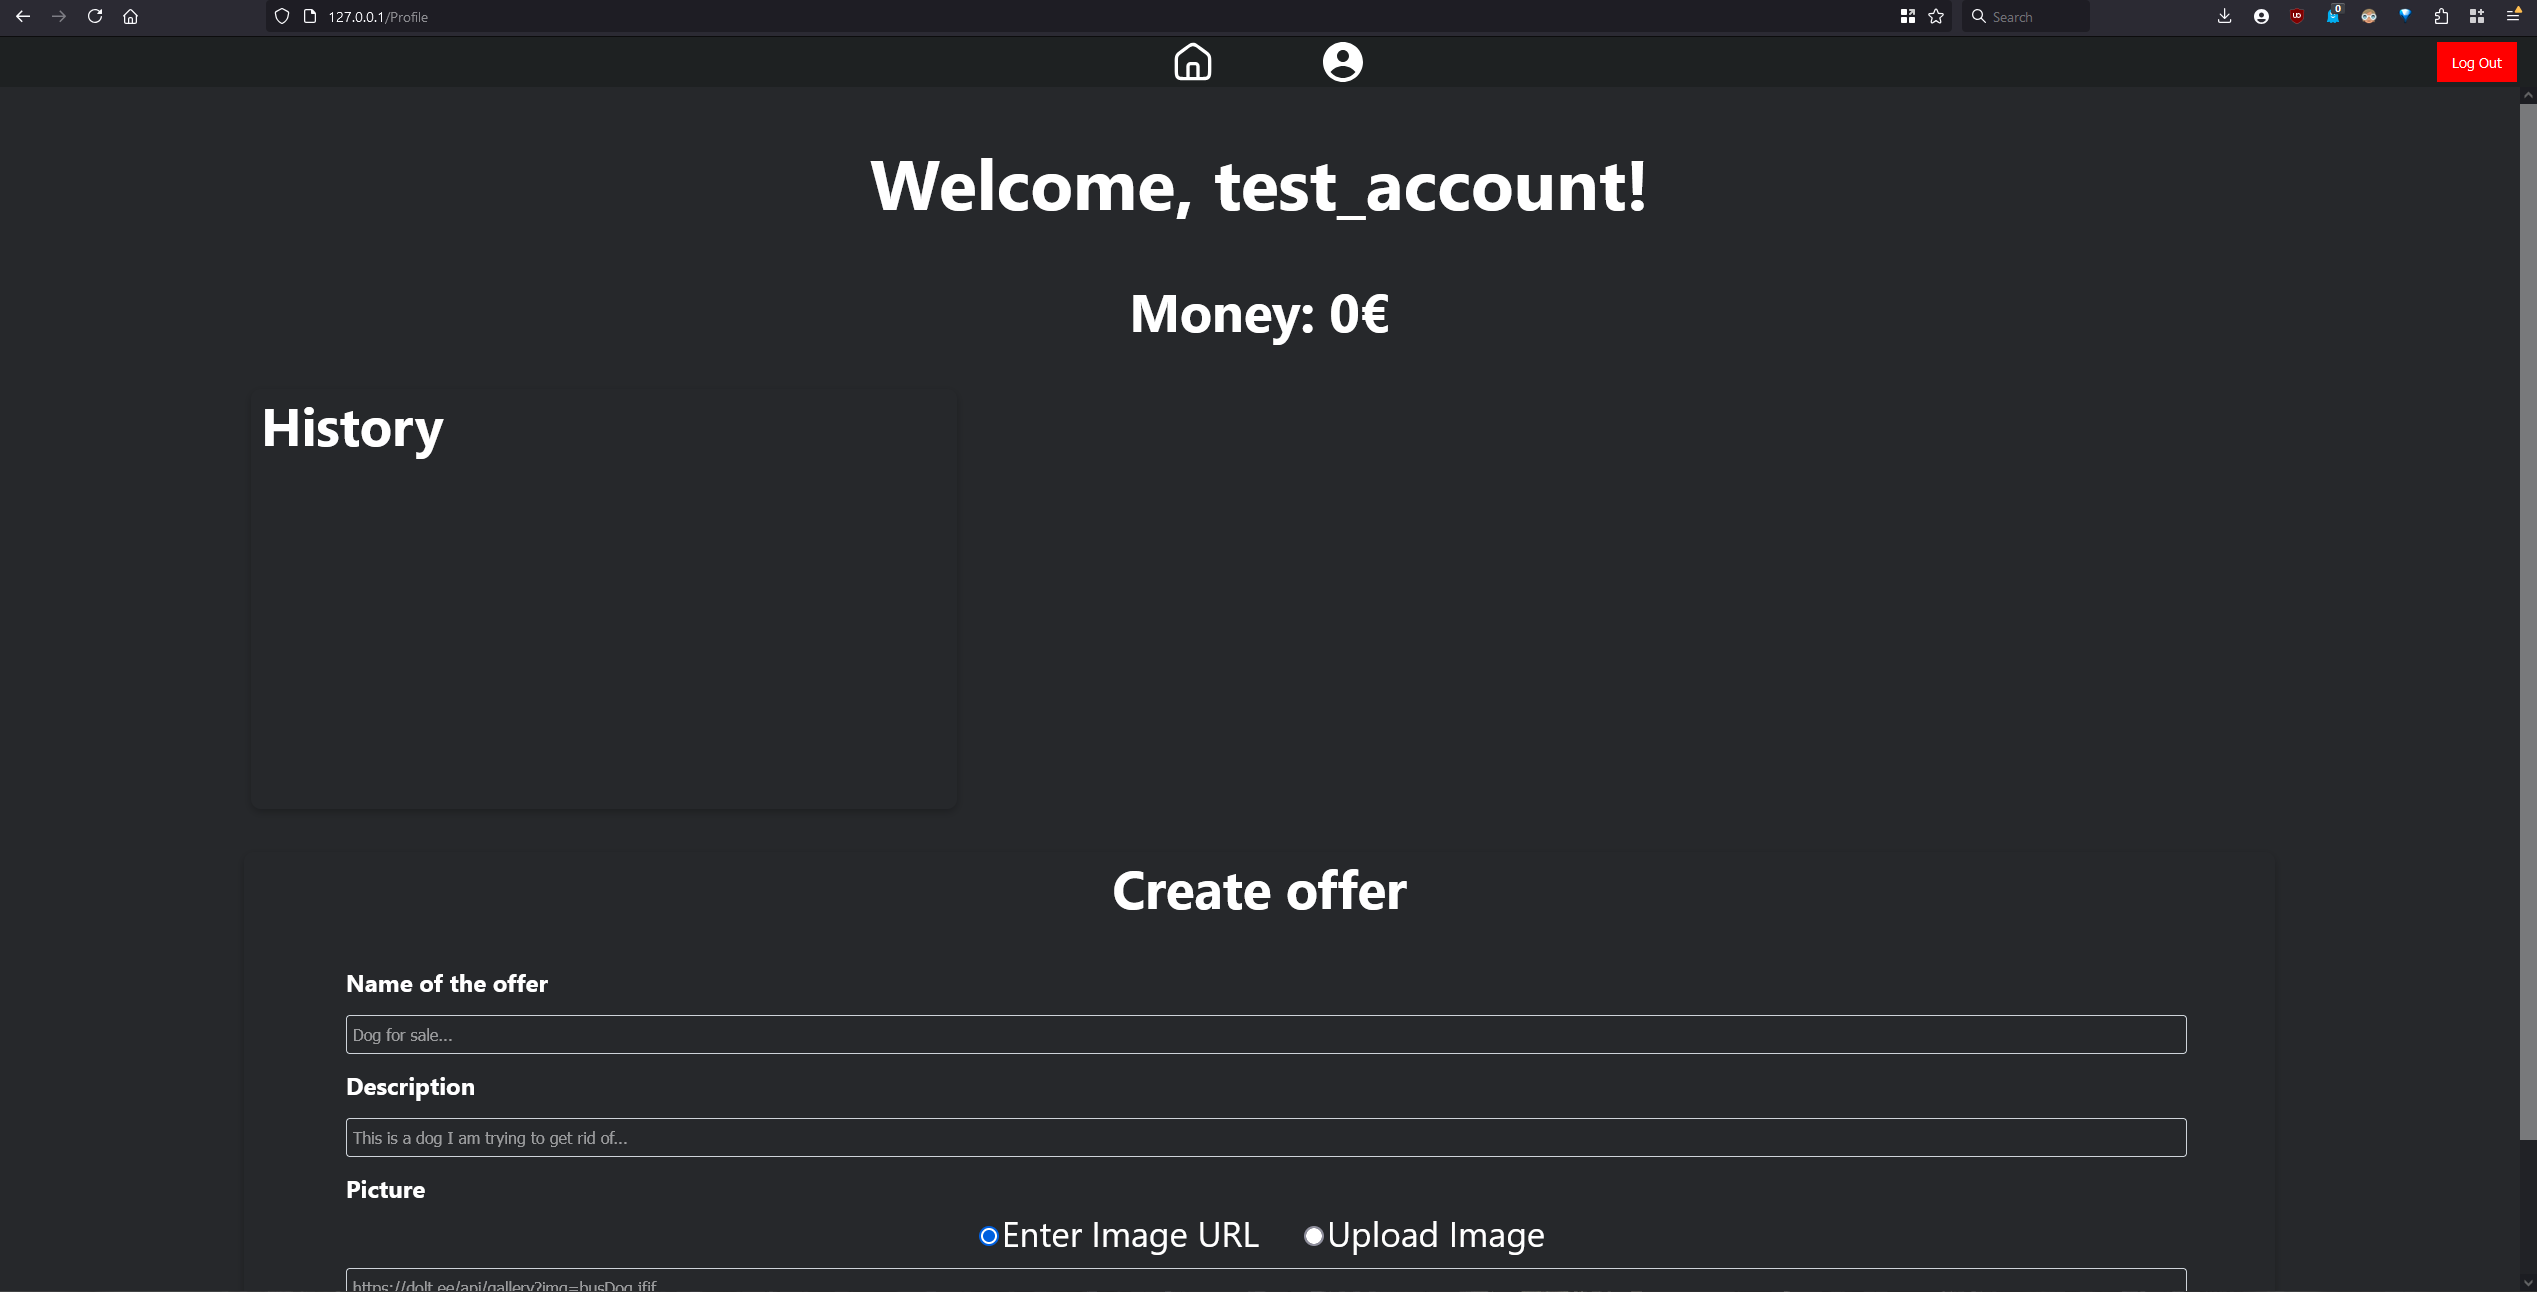 127.0.0.1/Profile
Search
0
Log Out
Welcome, test_account!
Money: 0€
History
Create offer
Name of the offer
Dog for sale...
Description
This is a dog I am trying to get rid of...
Picture
Enter Image URL
Upload Image
https://dolt.ee/api/gallery?img=busDog.jfif